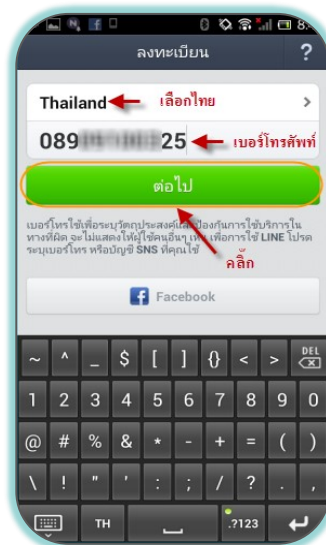 8:
ลงทะเบียน
?
Thailand เลือกไทย >
089 25 เบอร์โทรศัพท์
ต่อไป
เบอร์โทรใช้เพื่อระบุวัตถุประสงค์ ป้องกันการใช้บริการใน
ทางที่ผิด จะไม่แสดงให้ผู้ใช้คนอื่นๆ เพื่อการใช้ LINE โปรด
ระบุเบอร์โทร หรือบัญชี SNS ที่คุณใช้
คลิ๊ก
f Facebook
~ ^ _ $ [ ] {} < > DEL
1 2 3 4 5 6 7 8 9 0
@ # % & * - + = ( )
\ ! " ' : ; / ? . ,
TH .?123